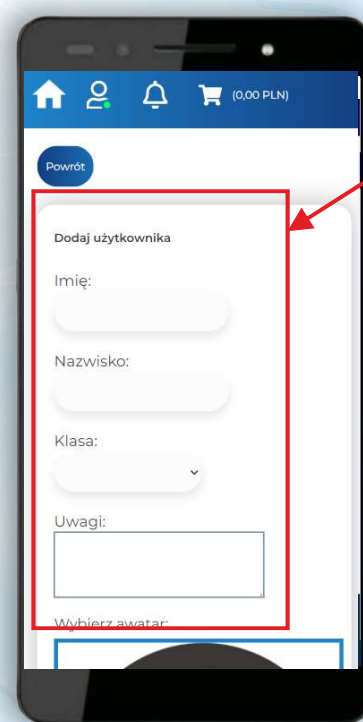 (0,00 PLN)
Powrót
Dodaj użytkownika
Imię:
Nazwisko:
Klasa:
Uwagi:
Wybierz awatar: